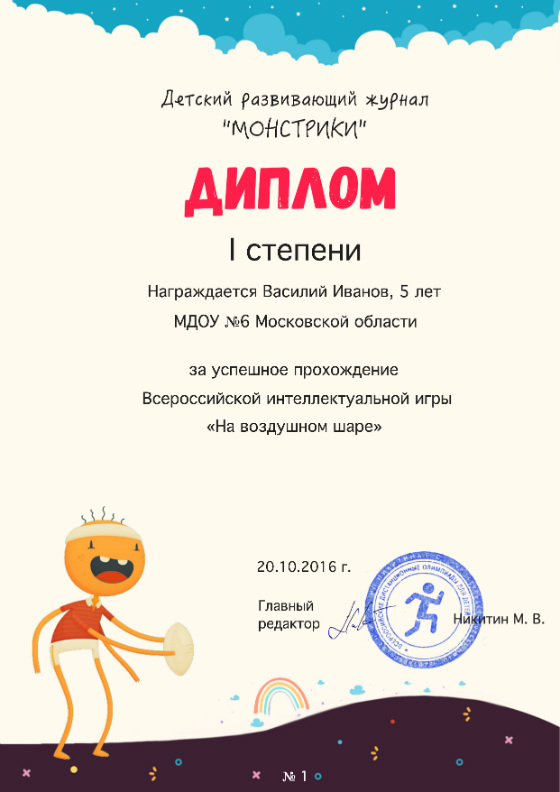 Детский развивающий журнал
"МОНСТРИКИ"
ДИПЛОМ
I степени
Награждается Василий Иванов, 5 лет
МДОУ №6 Московской области
за успешное прохождение
Всероссийской интеллектуальной игры
«На воздушном шаре»
20.10.2016 г.
Главный
редактор
ВСЕРОССИЙСКИЕ ДИСТАНЦИОННЫЕ ОЛИМПИАДЫ ДЛЯ ДЕТЕЙ
Никитин М. В.
№ 1